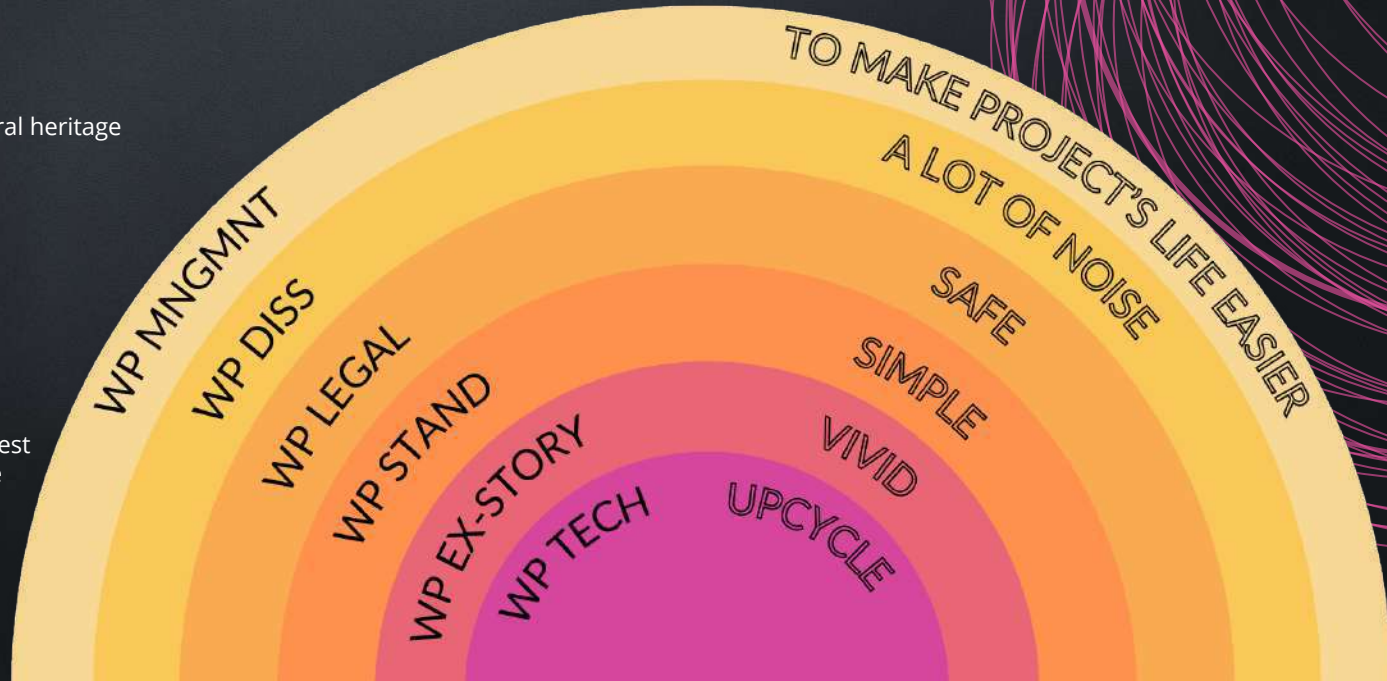 ral heritage
est
WP MNGMNT
TO MAKE PROJECT'S LIFE EASIER
WP DISS
A LOT OF NOISE
WP LEGAL
SAFE
WP STAND
SIMPLE
WP EX-STORY
VIVID
WP TECH
UPCYCLE